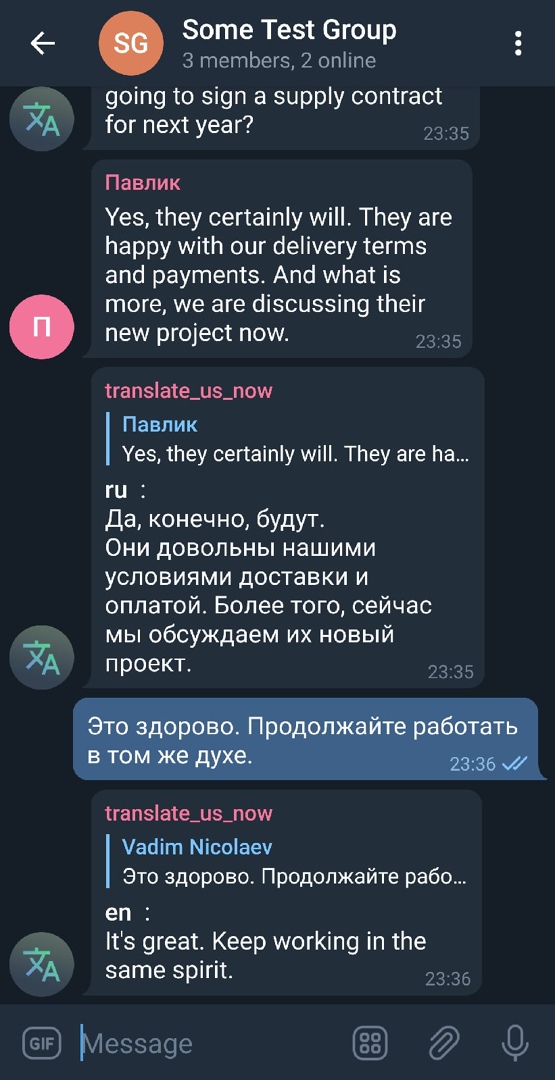 SG
Some Test Group
3 members, 2 online
going to sign a supply contract
for next year?
23:35
Павлик
Yes, they certainly will. They are
happy with our delivery terms
and payments. And what is
more, we are discussing their
new project now.
23:35
П
translate_us_now
Павлик
Yes, they certainly will. They are ha...
ru :
Да, конечно, будут.
Они довольны нашими
условиями доставки и
оплатой. Более того, сейчас
мы обсуждаем их новый
проект.
23:35
Это здорово. Продолжайте работать
в том же духе.
23:36
translate_us_now
Vadim Nicolaev
Это здорово. Продолжайте рабо...
en :
It's great. Keep working in the
same spirit.
23:36
GIF
Message